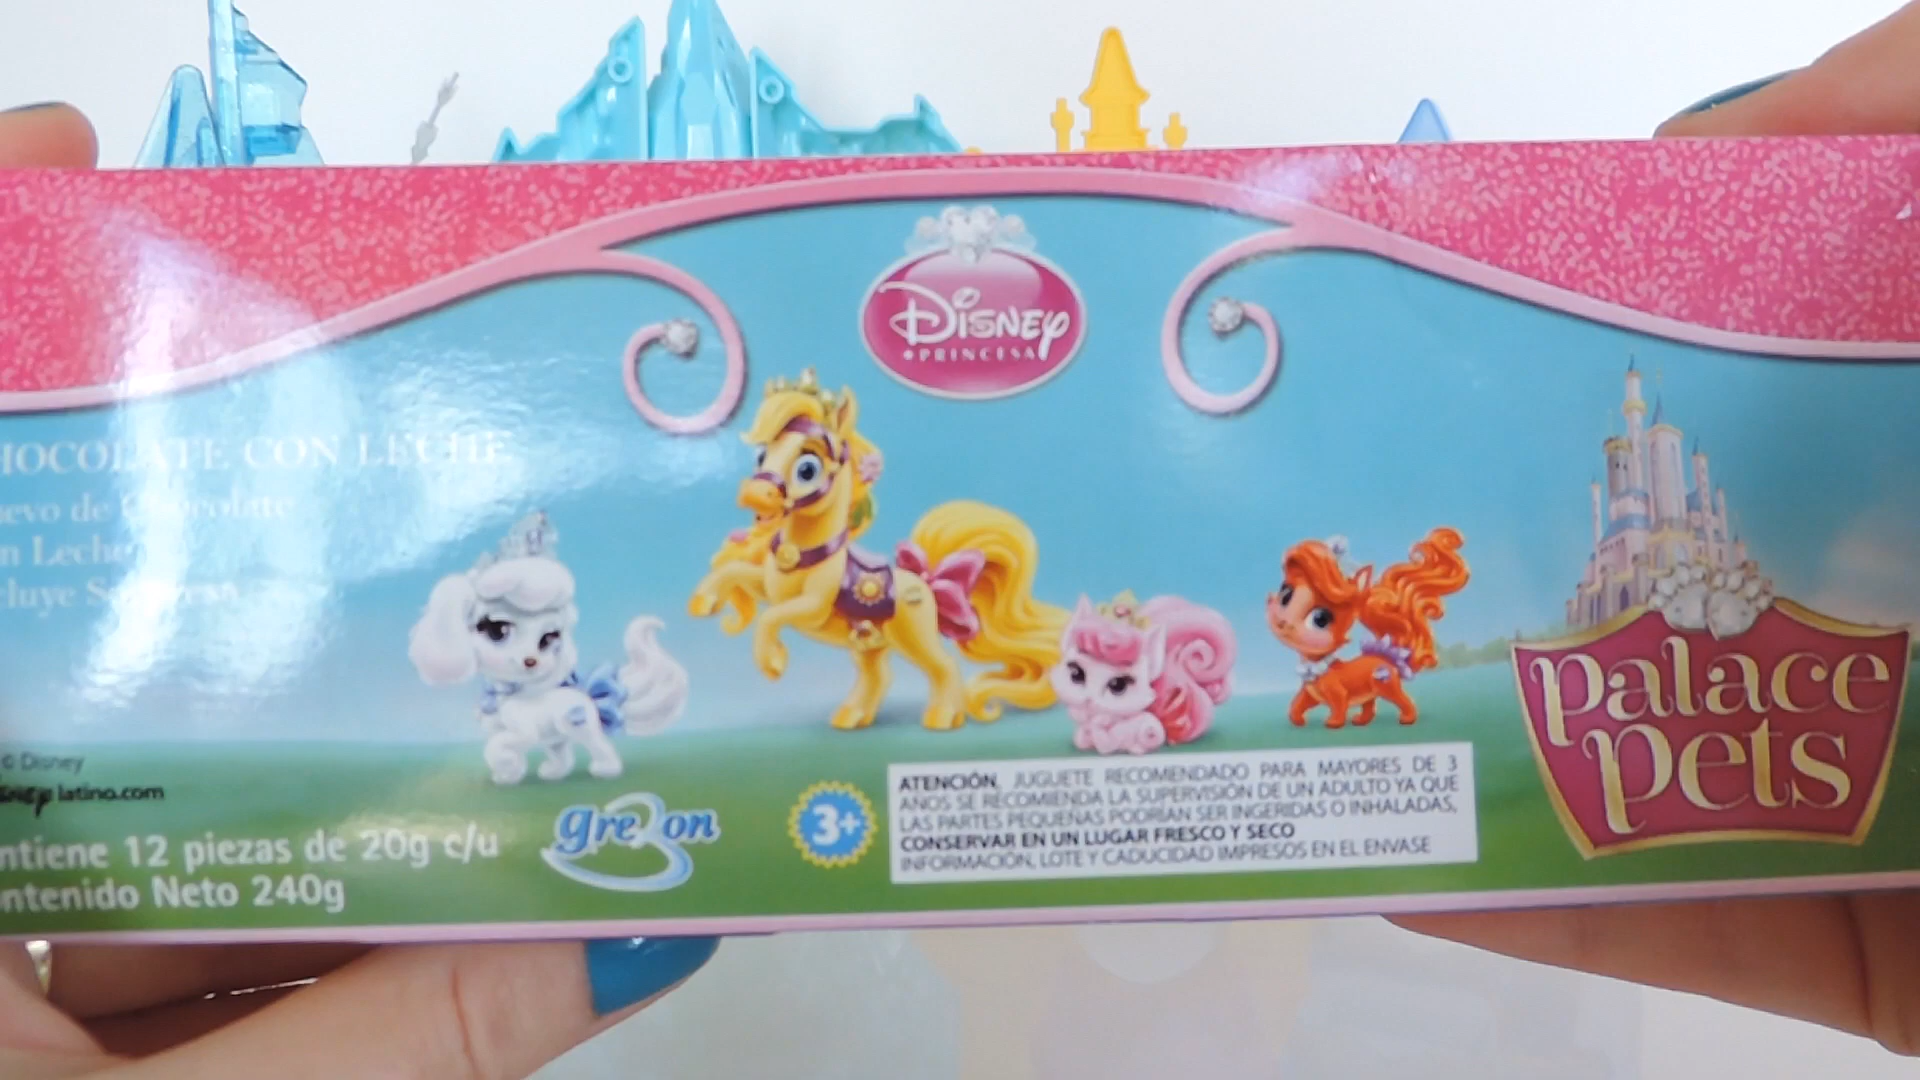 Disney
PRINCESA
HOCOLATE CON LECHE
evo de Chocolate
n Leche
cluye
© Disney
latino.com
ntiene 12 piezas de 20g c/u
ntenido Neto 240g
grezon
3+
ATENCIÓN, JUGUETE RECOMENDADO PARA MAYORES DE 3
AÑOS SE RECOMIENDA LA SUPERVISIÓN DE UN ADULTO YA QUE
LAS PARTES PEQUEÑAS PODRÍAN SER INGERIDAS O INHALADAS,
CONSERVAR EN UN LUGAR FRESCO Y SECO
INFORMACIÓN, LOTE Y CADUCIDAD IMPRESOS EN EL ENVASE
palace
pets